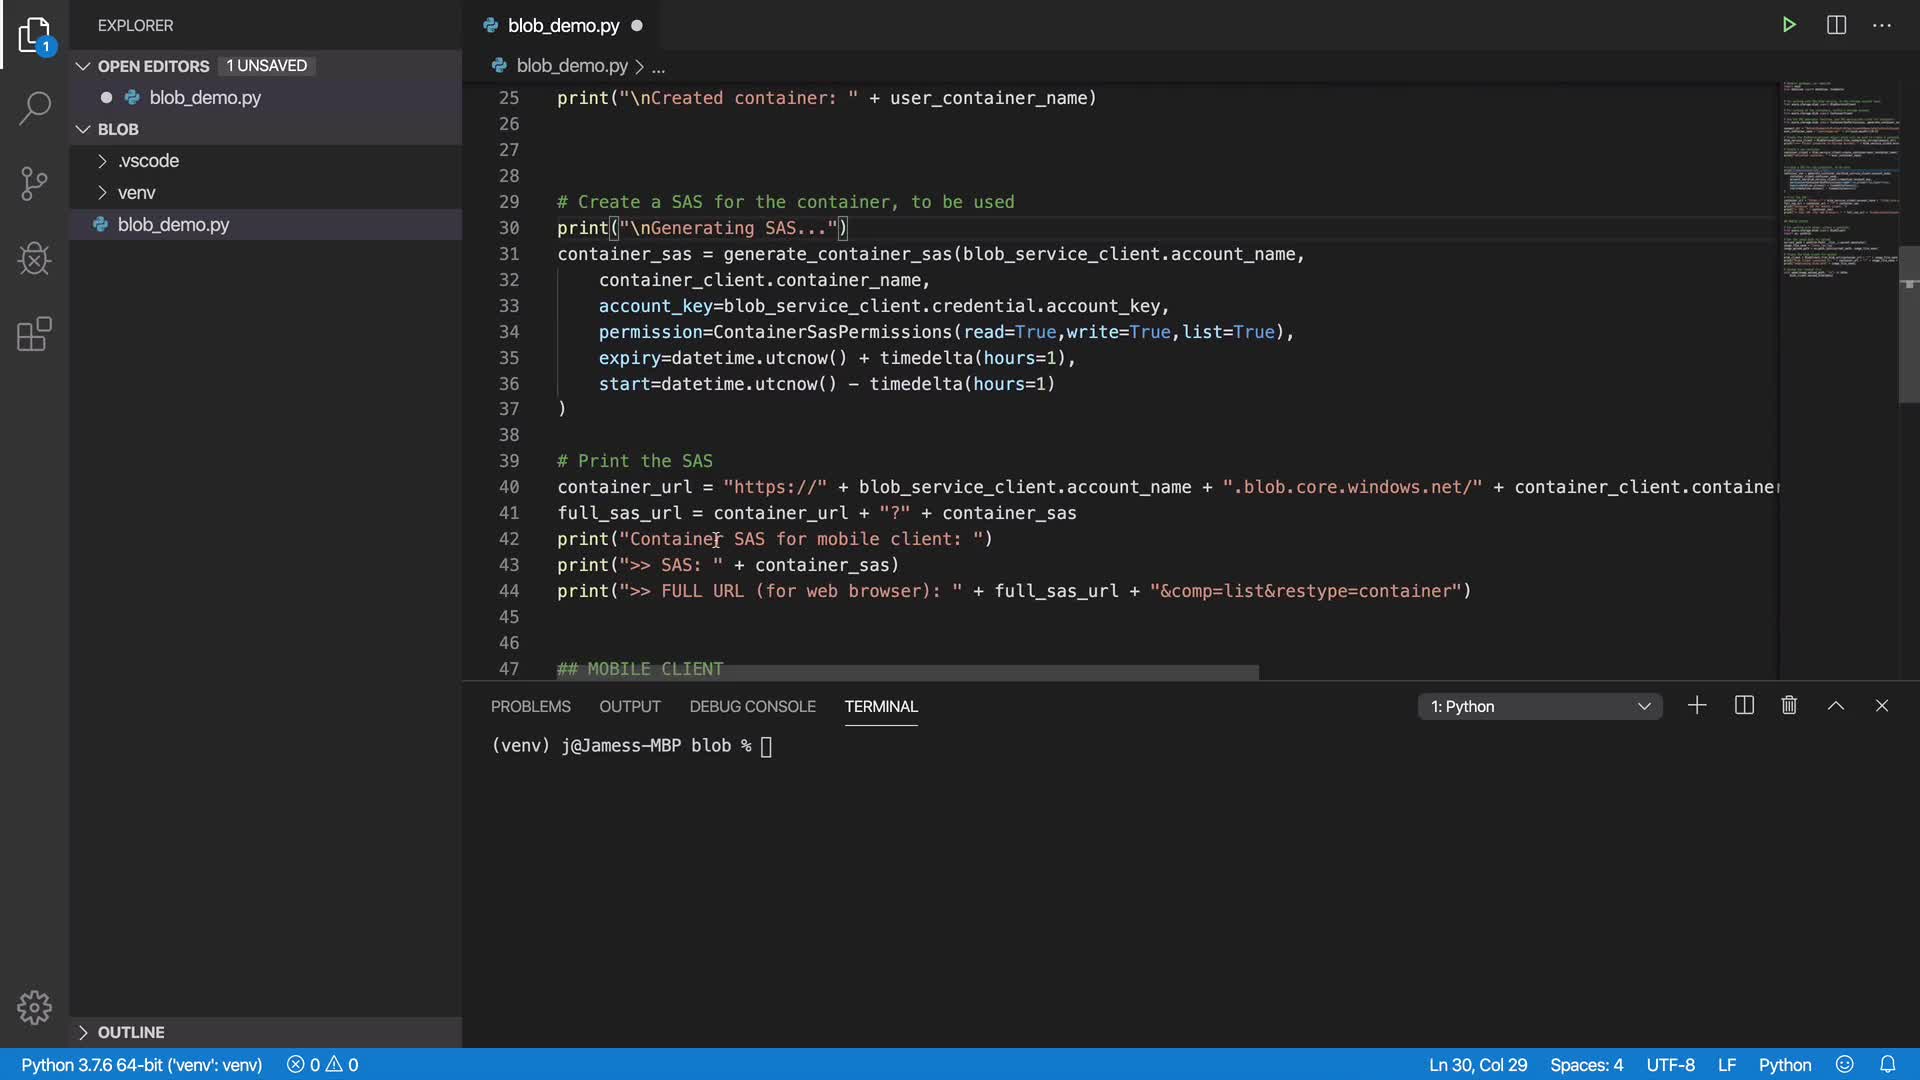 EXPLORER
OPEN EDITORS 1 UNSAVED
blob_demo.py
BLOB
.vscode
venv
blob_demo.py
OUTLINE
1
blob_demo.py
blob_demo.py > ...
25 print("\nCreated container: " + user_container_name)
26
27
28
29 # Create a SAS for the container, to be used
30 print("\nGenerating SAS...")
31 container_sas = generate_container_sas(blob_service_client.account_name,
32 container_client.container_name,
33 account_key=blob_service_client.credential.account_key,
34 permission=ContainerSasPermissions(read=True,write=True,list=True),
35 expiry=datetime.utcnow() + timedelta(hours=1),
36 start=datetime.utcnow() - timedelta(hours=1)
37 )
38
39 # Print the SAS
40 container_url = "https://" + blob_service_client.account_name + ".blob.core.windows.net/" + container_client.container
41 full_sas_url = container_url + "?" + container_sas
42 print("Container SAS for mobile client: ")
43 print(">> SAS: " + container_sas)
44 print(">> FULL URL (for web browser): " + full_sas_url + "&comp=list&restype=container")
45
46
47 ## MOBILE CLIENT
PROBLEMS OUTPUT DEBUG CONSOLE TERMINAL 1: Python
(venv) j@Jamess-MBP blob %
Python 3.7.6 64-bit ('venv': venv) 0 0 Ln 30, Col 29 Spaces: 4 UTF-8 LF Python